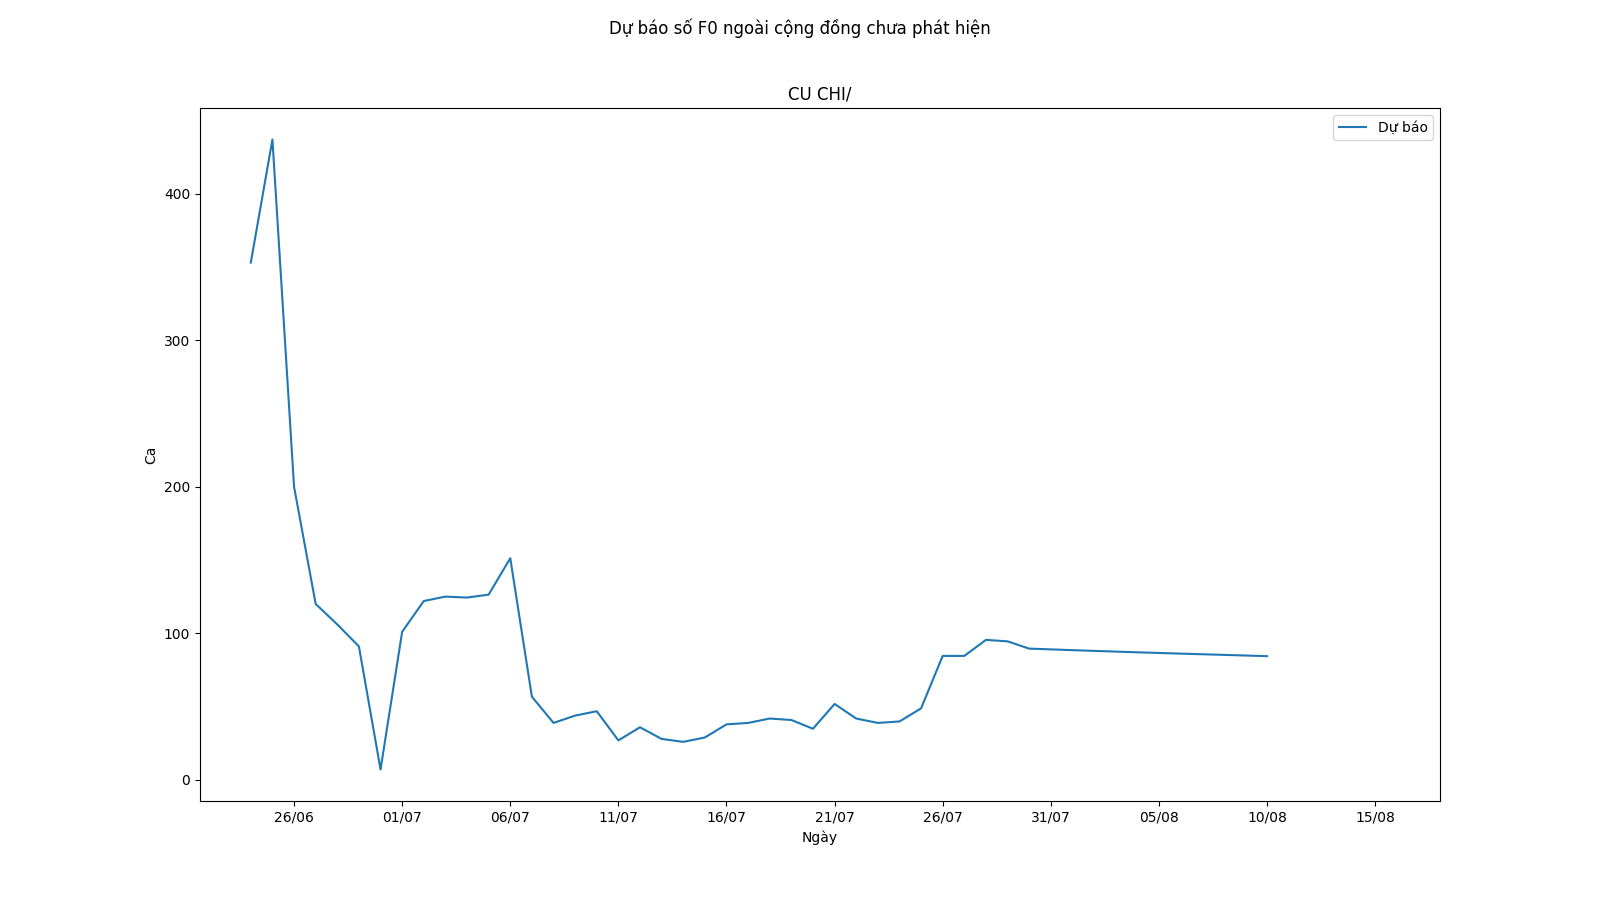 Dự báo số F0 ngoài cộng đồng chưa phát hiện
CU CHI/
Dự báo
400
300
200
100
0
Ca
26/06 01/07 06/07 11/07 16/07 21/07 26/07 31/07 05/08 10/08 15/08
Ngày